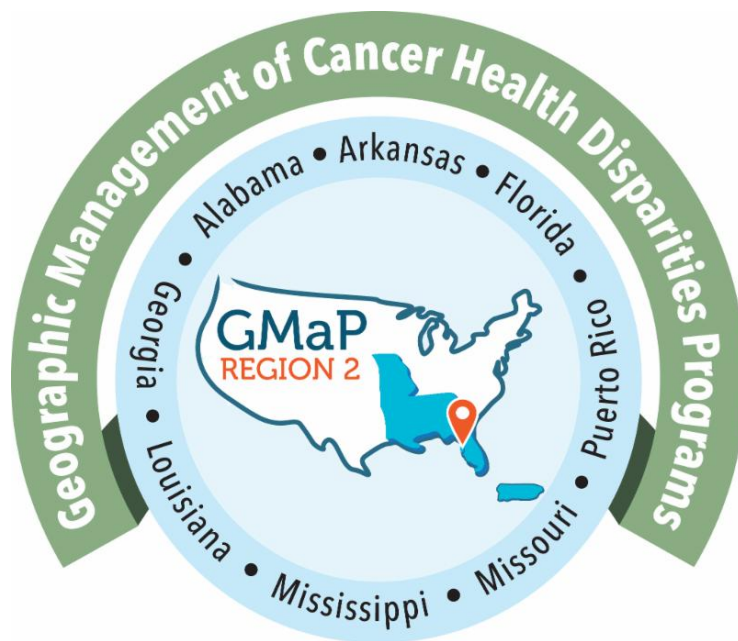 Geographic Management of Cancer Health Disparities Programs
Alabama • Arkansas • Florida • Puerto Rico • Missouri • Mississippi • Louisiana • Georgia •
GMaP
REGION 2